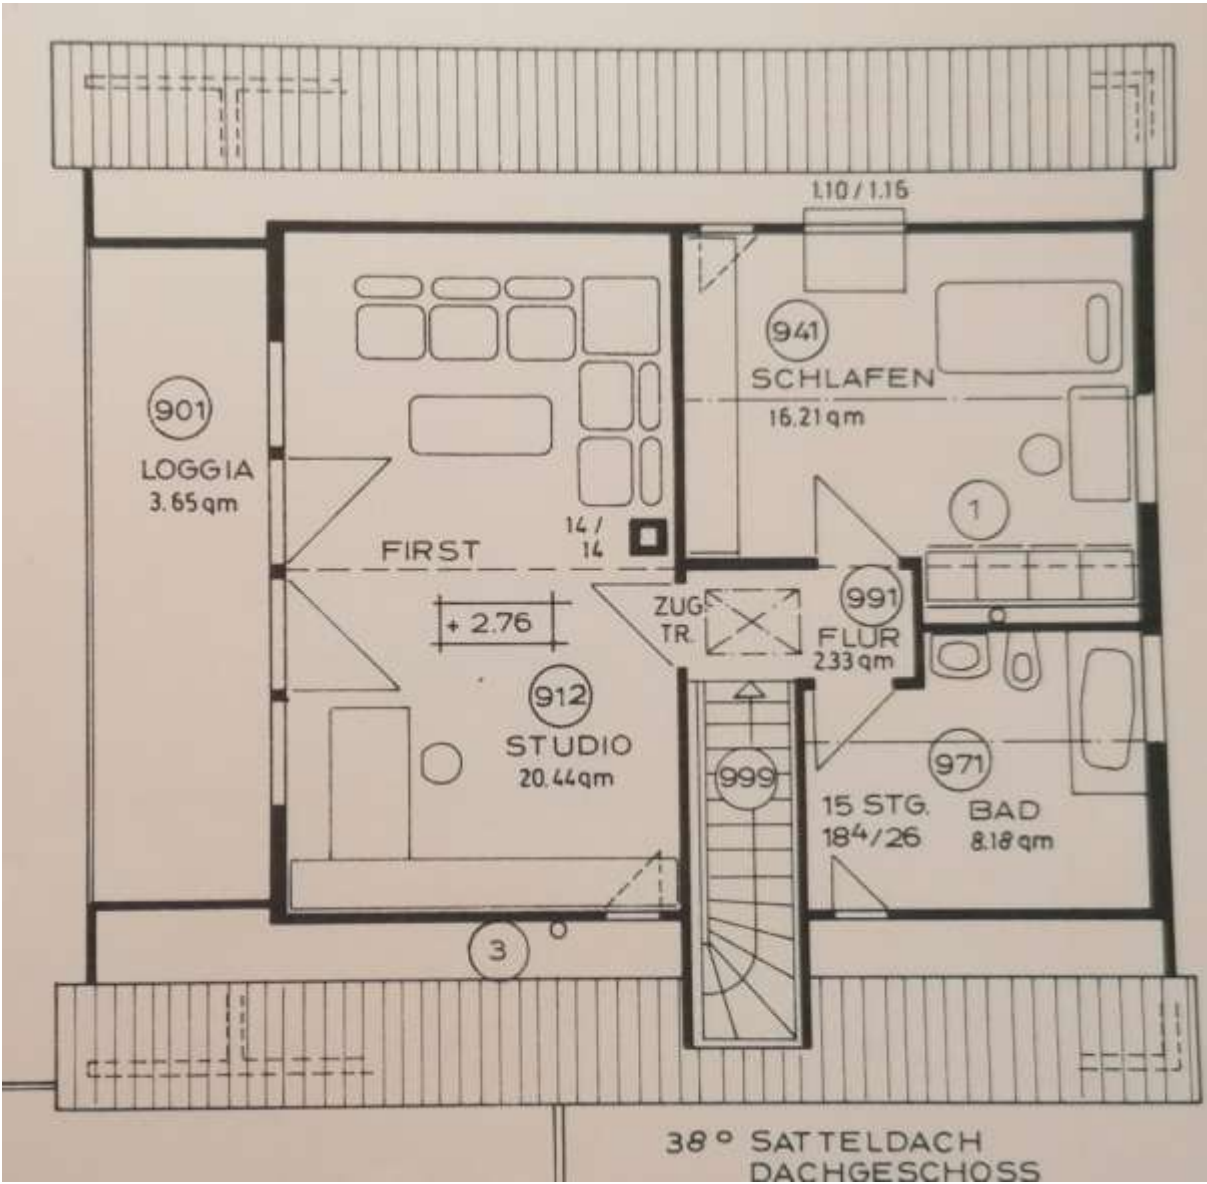 1.10 / 1.16
941
SCHLAFEN
16.21 qm
901
LOGGIA
3.65 qm
1
14 /
14
FIRST
991
ZUG
TR.
FLUR
2.33 qm
+ 2.76
912
STUDIO
20.44 qm
999
971
15 STG.
18⁴/26
BAD
8.18 qm
3
38° SATTELDACH
DACHGESCHOSS